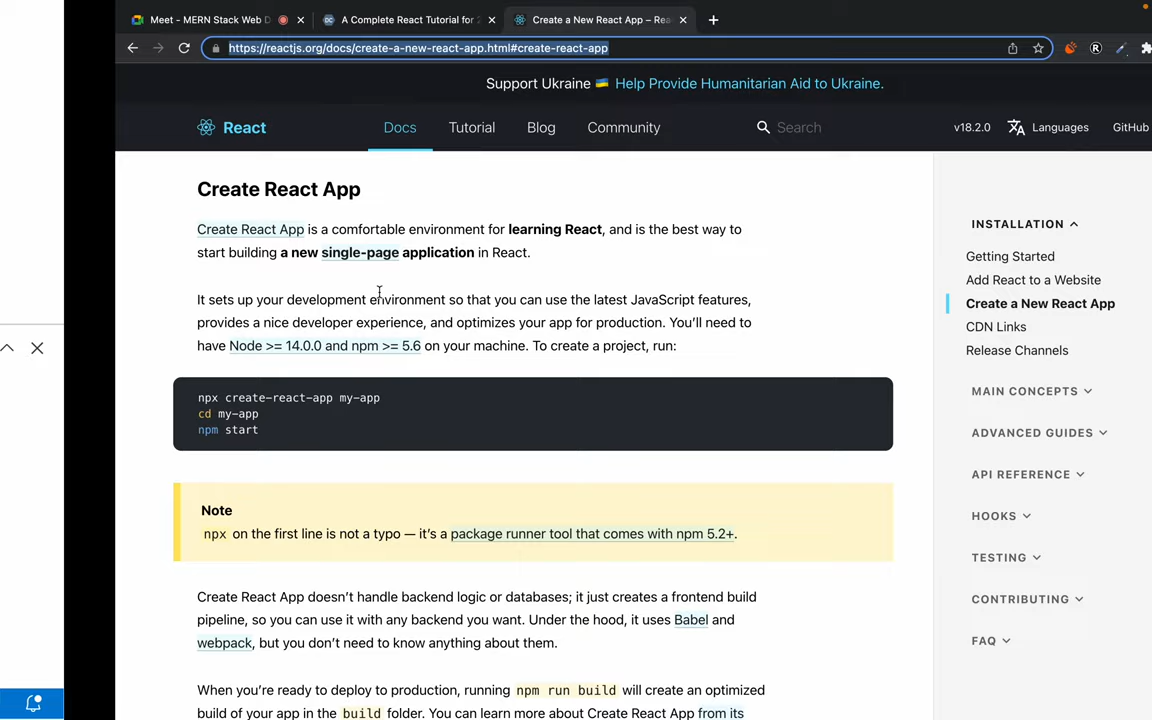 Meet - MERN Stack Web D
A Complete React Tutorial for 2
Create a New React App – Rea
https://reactjs.org/docs/create-a-new-react-app.html#create-react-app
Support Ukraine 🇺🇦 Help Provide Humanitarian Aid to Ukraine.
React
Docs
Tutorial
Blog
Community
Search
v18.2.0
Languages
GitHub
Create React App
Create React App is a comfortable environment for learning React, and is the best way to
start building a new single-page application in React.
It sets up your development environment so that you can use the latest JavaScript features,
provides a nice developer experience, and optimizes your app for production. You’ll need to
have Node >= 14.0.0 and npm >= 5.6 on your machine. To create a project, run:
npx create-react-app my-app
cd my-app
npm start
Note
npx on the first line is not a typo — it’s a package runner tool that comes with npm 5.2+.
Create React App doesn’t handle backend logic or databases; it just creates a frontend build
pipeline, so you can use it with any backend you want. Under the hood, it uses Babel and
webpack, but you don’t need to know anything about them.
When you’re ready to deploy to production, running npm run build will create an optimized
build of your app in the build folder. You can learn more about Create React App from its
INSTALLATION
Getting Started
Add React to a Website
Create a New React App
CDN Links
Release Channels
MAIN CONCEPTS
ADVANCED GUIDES
API REFERENCE
HOOKS
TESTING
CONTRIBUTING
FAQ